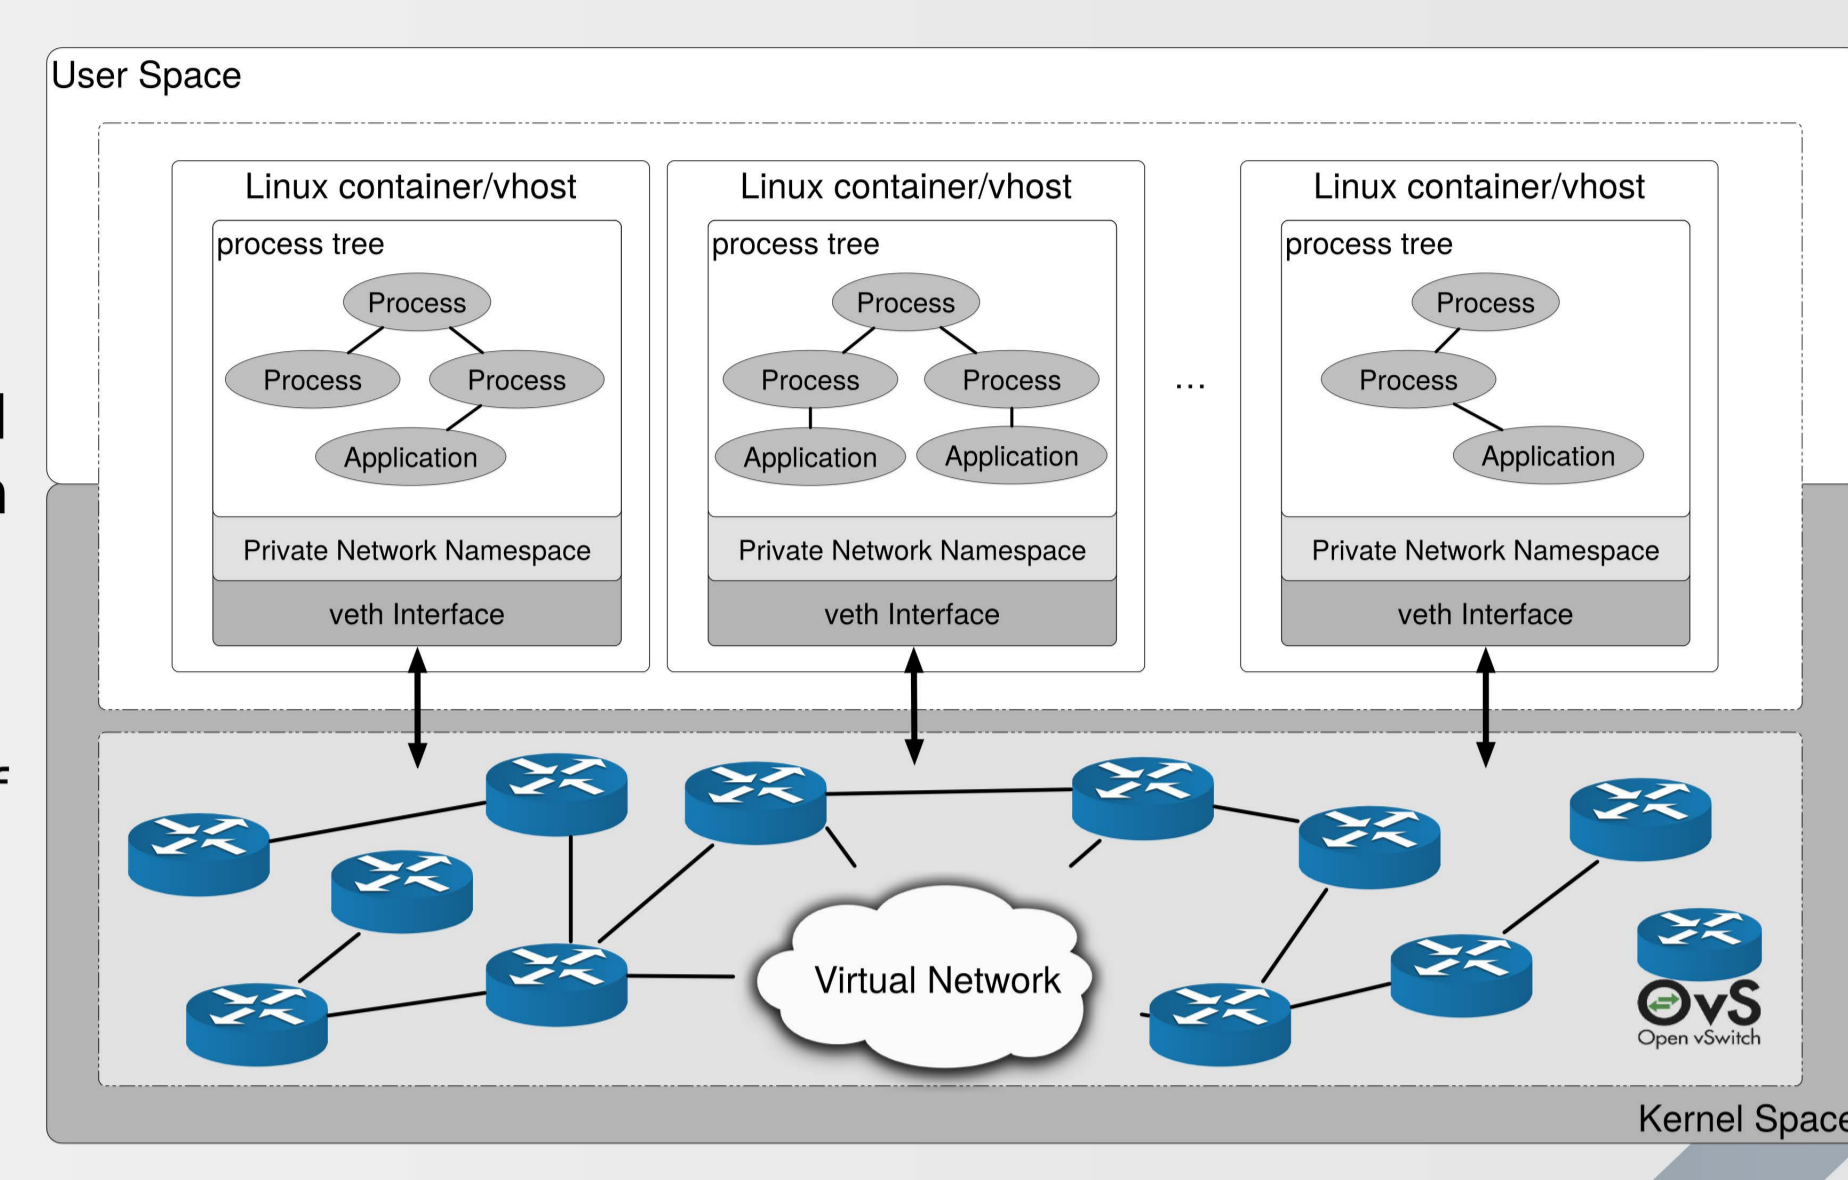 User Space
Linux container/vhost
process tree
Process
Process
Process
Application
Private Network Namespace
veth Interface
Linux container/vhost
process tree
Process
Process
Process
Application
Application
Private Network Namespace
veth Interface
...
Linux container/vhost
process tree
Process
Process
Application
Private Network Namespace
veth Interface
Virtual Network
OvS
Open vSwitch
Kernel Space